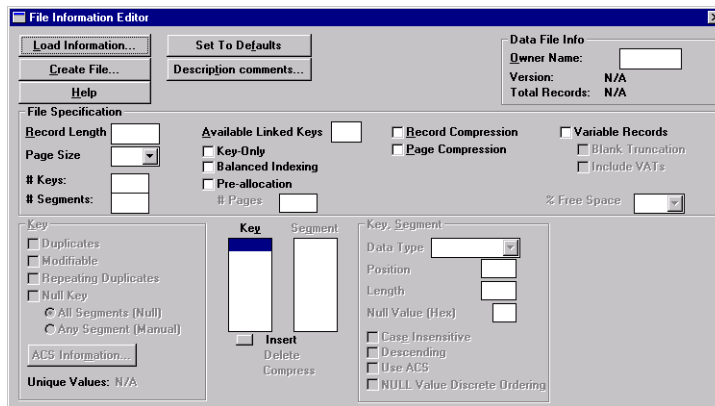 File Information Editor
Load Information...
Set To Defaults
Create File...
Description comments...
Help
Data File Info
Owner Name:
Version: N/A
Total Records: N/A
File Specification
Record Length
Available Linked Keys
Record Compression
Variable Records
Page Size
Key-Only
Page Compression
Blank Truncation
Balanced Indexing
Include VATs
# Keys:
Pre-allocation
# Segments:
# Pages
% Free Space
Key
Duplicates
Modifiable
Repeating Duplicates
Null Key
All Segments (Null)
Any Segment (Manual)
ACS Information...
Unique Values: N/A
Key
Segment
Insert
Delete
Compress
Key, Segment
Data Type
Position
Length
Null Value (Hex)
Case Insensitive
Descending
Use ACS
NULL Value Discrete Ordering